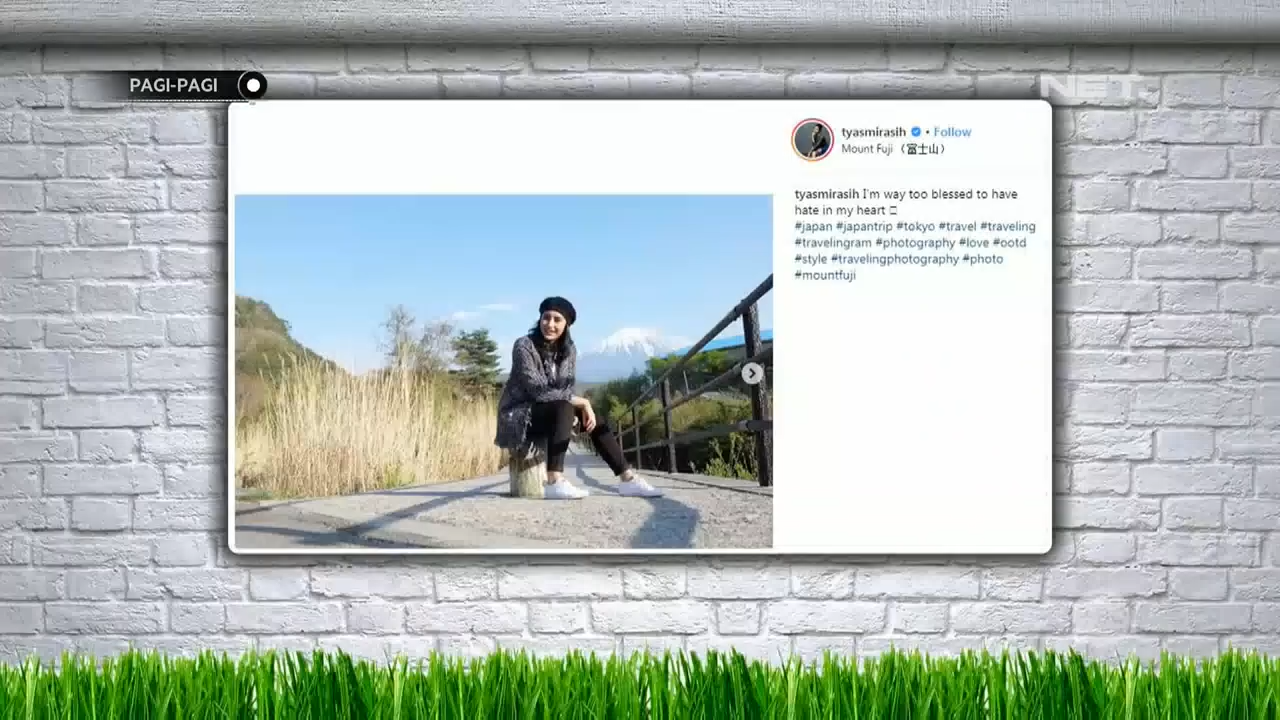 PAGI-PAGI
NET.
tyasmirasih • Follow
Mount Fuji （富士山）
tyasmirasih I'm way too blessed to have
hate in my heart
#japan #japantrip #tokyo #travel #traveling
#travelingram #photography #love #ootd
#style #travelingphotography #photo
#mountfuji